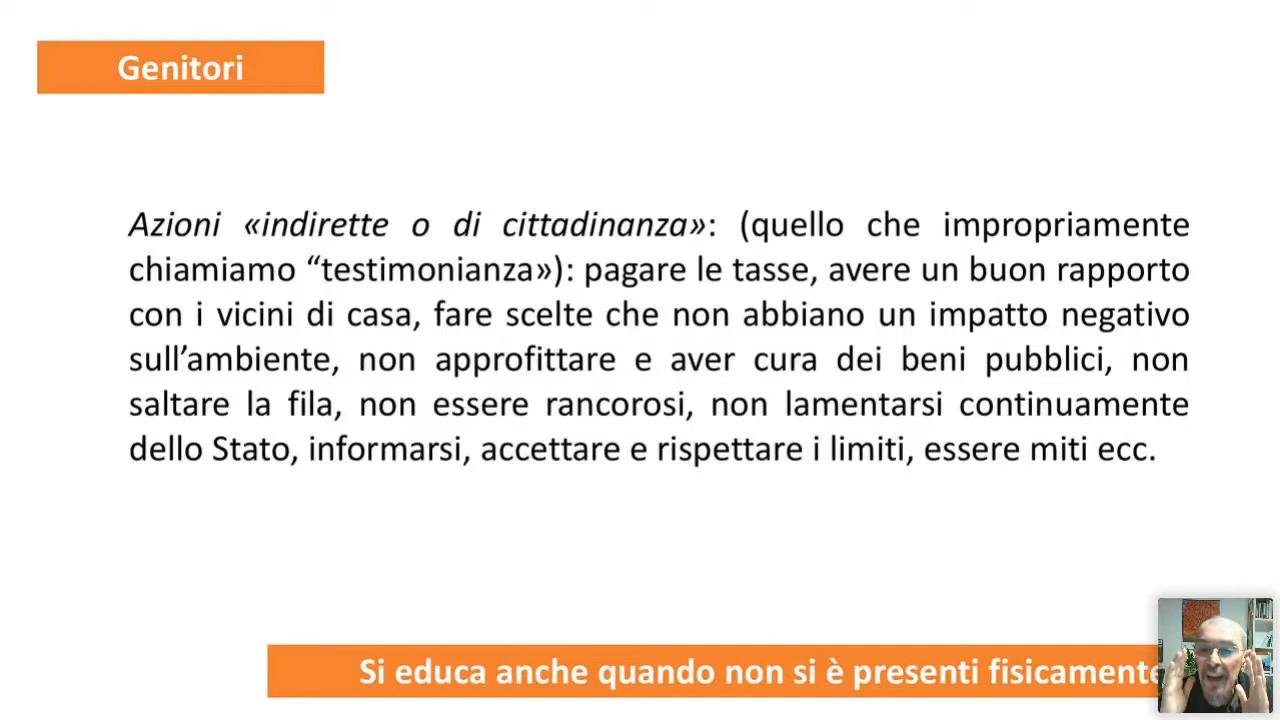 Genitori
Azioni «indirette o di cittadinanza»: (quello che impropriamente
chiamiamo “testimonianza»): pagare le tasse, avere un buon rapporto
con i vicini di casa, fare scelte che non abbiano un impatto negativo
sull’ambiente, non approfittare e aver cura dei beni pubblici, non
saltare la fila, non essere rancorosi, non lamentarsi continuamente
dello Stato, informarsi, accettare e rispettare i limiti, essere miti ecc.
Si educa anche quando non si è presenti fisicamente